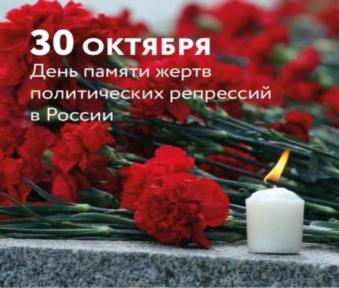 30 ОКТЯБРЯ
День памяти жертв
политических репрессий
в России